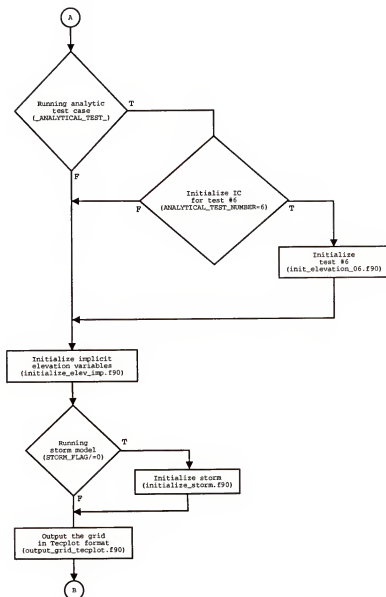 A
Running analytic
test case
(_ANALYTICAL_TEST_)
T
F
Initialize IC
for test #6
(ANALYTICAL_TEST_NUMBER=6)
F
T
Initialize
test #6
(init_elevation_06.f90)
Initialize implicit
elevation variables
(initialize_elev_imp.f90)
Running
storm model
(STORM_FLAG/=0)
T
F
Initialize storm
(initialize_storm.f90)
Output the grid
in Tecplot format
(output_grid_tecplot.f90)
B